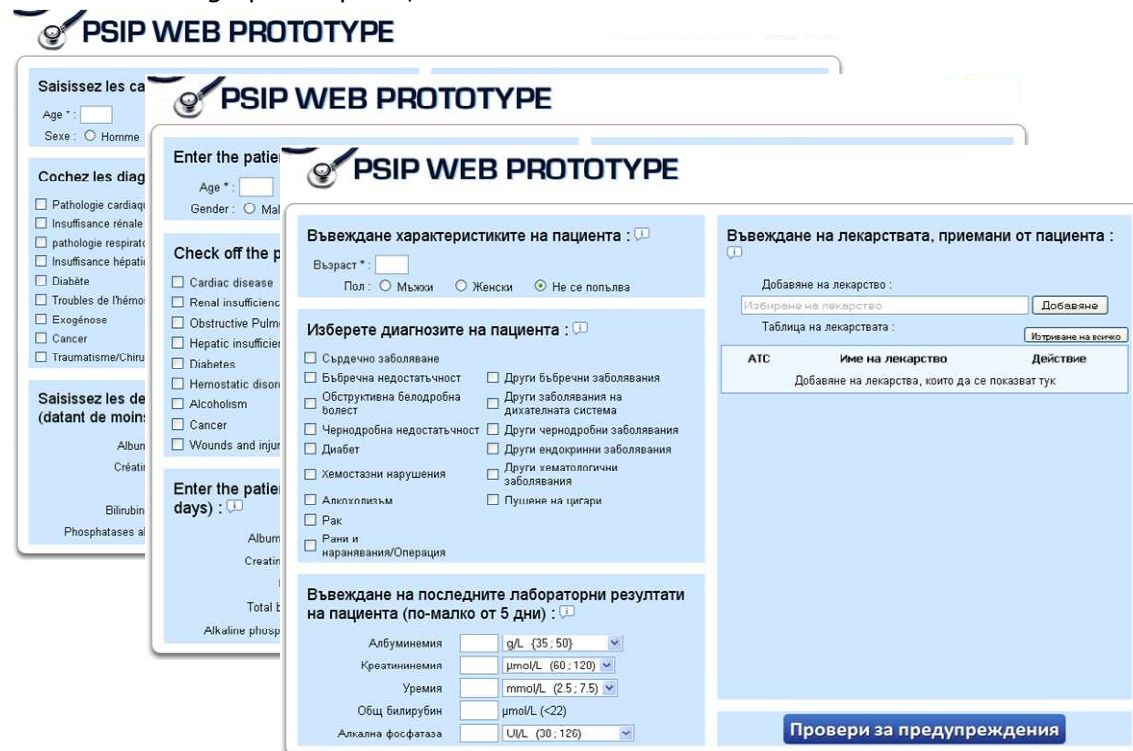 PSIP WEB PROTOTYPE
Saisissez les ca
Age * :
Sexe : Homme
Cochez les diag
Pathologie cardiaq
Insuffisance rénale
pathologie respirato
Insuffisance hépatiq
Diabète
Troubles de l'hémo
Exogénose
Cancer
Traumatisme/Chiru
Saisissez les de
(datant de moins
Album
Créatin
Bilirubin
Phosphatases al
PSIP WEB PROTOTYPE
Enter the patie
Age * :
Gender : Mal
Check off the p
Cardiac disease
Renal insufficienc
Obstructive Pulm
Hepatic insufficie
Diabetes
Hemostatic disor
Alcoholism
Cancer
Wounds and injur
Enter the patie
days) :
Album
Creatin
Total b
Alkaline phosp
PSIP WEB PROTOTYPE
Въвеждане характеристиките на пациента :
Възраст * :
Пол : Мъжки Женски Не се попълва
Изберете диагнозите на пациента :
Сърдечно заболяване
Бъбречна недостатъчност Други бъбречни заболявания
Обструктивна белодробна болест Други заболявания на дихателната система
Чернодробна недостатъчност Други чернодробни заболявания
Диабет Други ендокринни заболявания
Хемостазни нарушения Други хематологични заболявания
Алкохолизъм Пушене на цигари
Рак
Рани и
наранявания/Операция
Въвеждане на последните лабораторни резултати
на пациента (по-малко от 5 дни) :
Албуминемия g/L {35 ; 50}
Креатининемия µmol/L (60 ; 120)
Уремия mmol/L (2.5 ; 7.5)
Общ билирубин µmol/L (<22)
Алкална фосфатаза UI/L (30 ; 126)
Въвеждане на лекарствата, приемани от пациента :
Добавяне на лекарство :
Избиране на лекарство Добавяне
Таблица на лекарствата :
Изтриване на всичко
ATC Име на лекарство Действие
Добавяне на лекарства, които да се показват тук
Провери за предупреждения